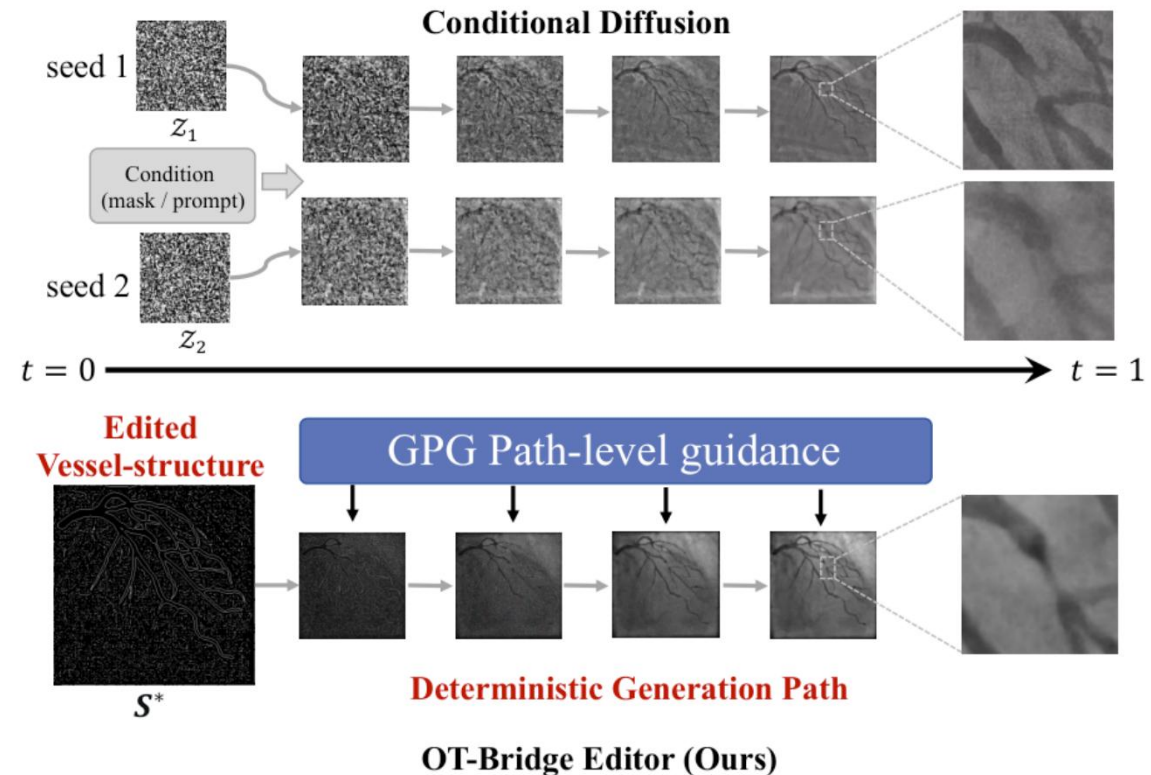 Conditional Diffusion
seed 1
z₁
Condition
(mask / prompt)
seed 2
z₂
t = 0
t = 1
Edited
Vessel-structure
GPG Path-level guidance
S*
Deterministic Generation Path
OT-Bridge Editor (Ours)